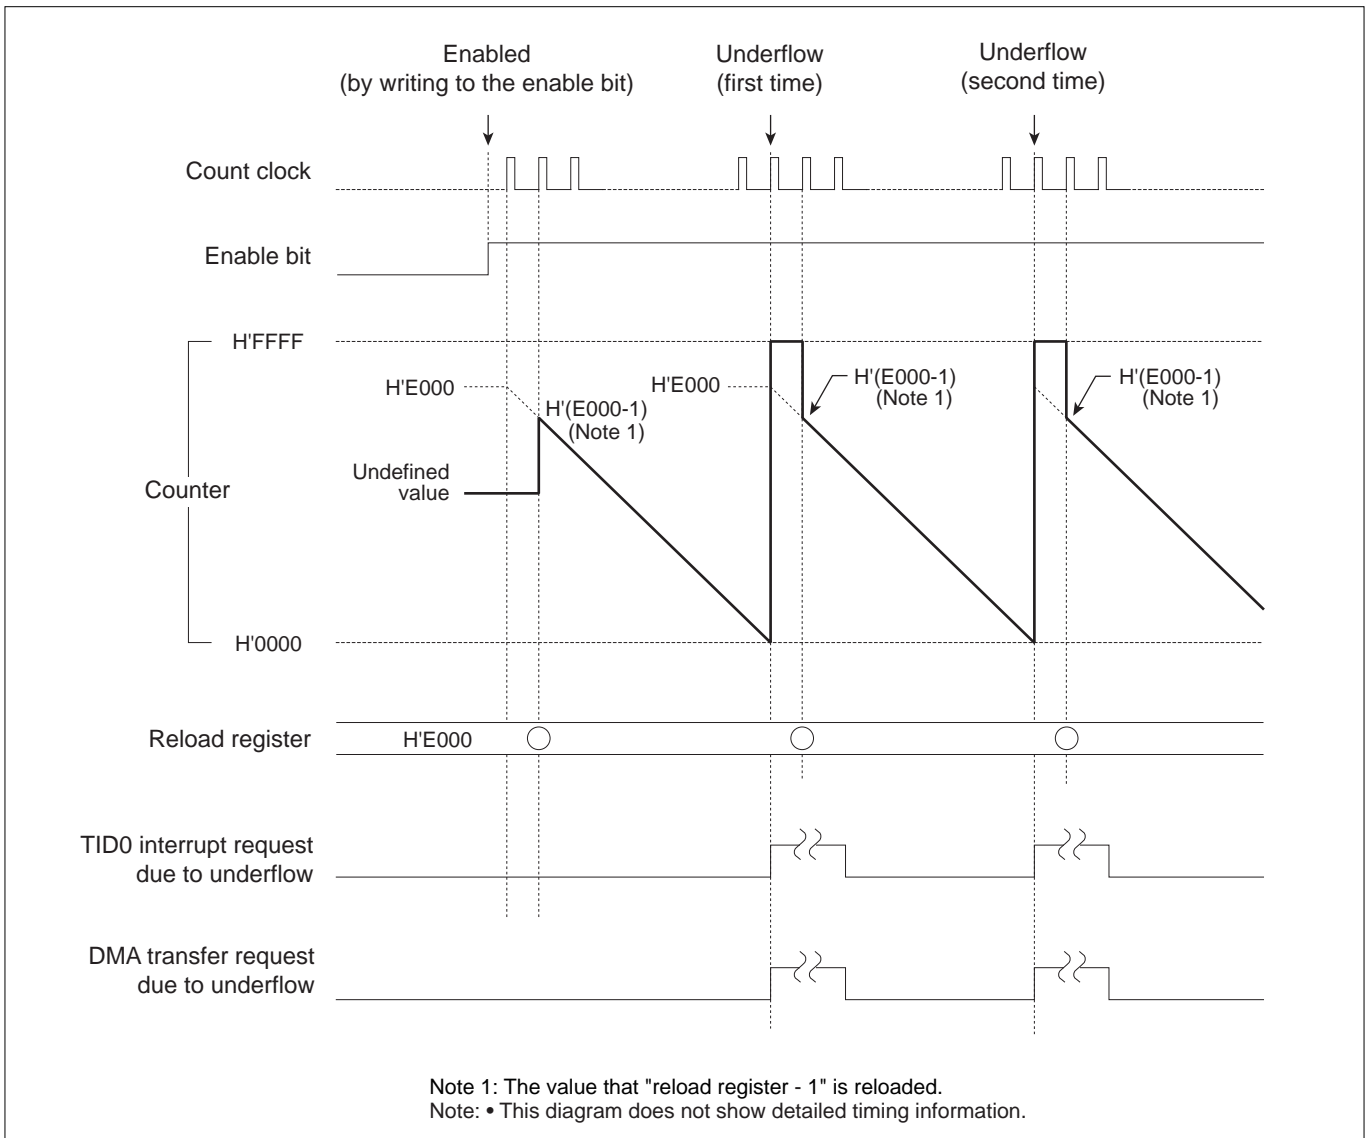 Enabled
(by writing to the enable bit)
Underflow
(first time)
Underflow
(second time)
Count clock
Enable bit
H'FFFF
H'E000
H'(E000-1)
(Note 1)
H'E000
H'(E000-1)
(Note 1)
H'(E000-1)
(Note 1)
Undefined
value
Counter
H'0000
Reload register
H'E000
TID0 interrupt request
due to underflow
DMA transfer request
due to underflow
Note 1: The value that "reload register - 1" is reloaded.
Note: • This diagram does not show detailed timing information.